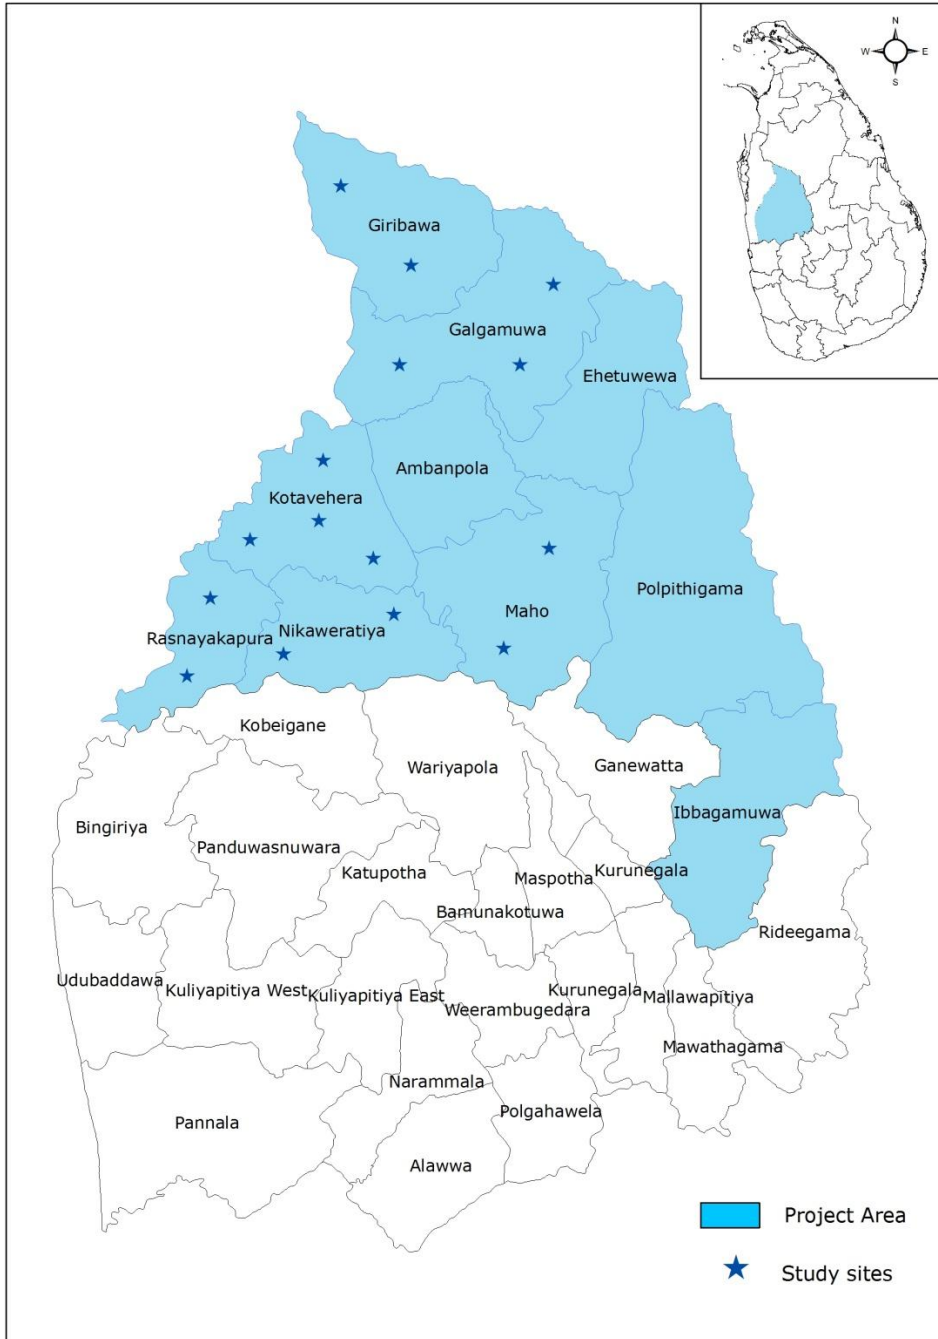 N
W E
S
Giribawa
Galgamuwa
Ehetuwewa
Ambanpola
Kotavehera
Polpithigama
Maho
Nikaweratiya
Rasnayakapura
Kobeigane
Wariyapola
Ganewatta
Ibbagamuwa
Bingiriya
Panduwasnuwara
Katupotha
Maspotha
Kurunegala
Bamunakotuwa
Rideegama
Udubaddawa
Kuliyapitiya West
Kuliyapitiya East
Weerambugedara
Kurunegala
Mallawapitiya
Mawathagama
Narammala
Polgahawela
Pannala
Alawwa
Project Area
Study sites